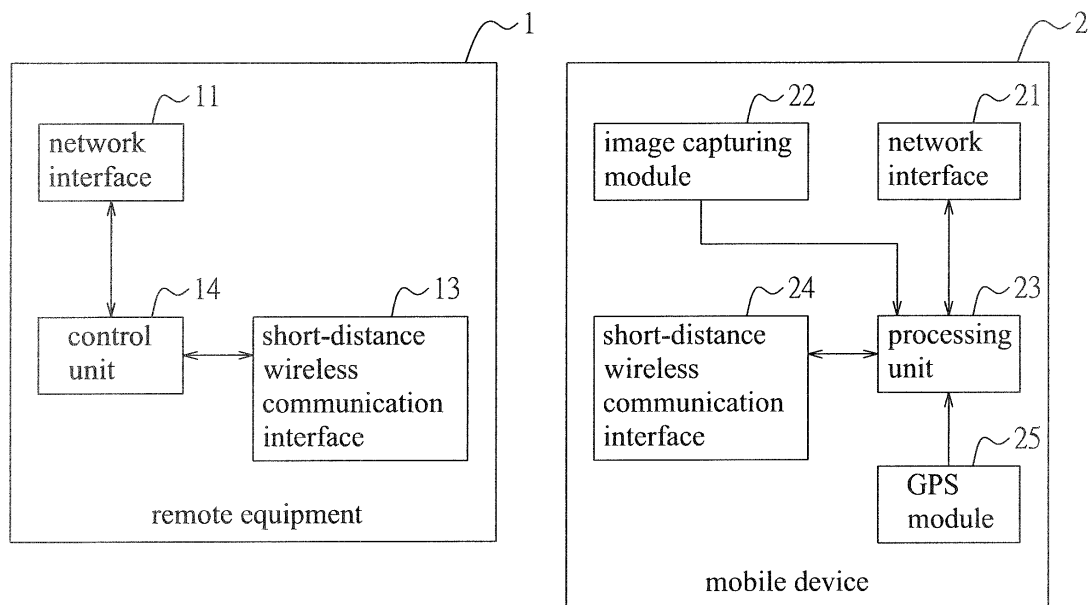 1
11
network
interface
14
control
unit
13
short-distance
wireless
communication
interface
remote equipment
2
22
image capturing
module
21
network
interface
24
short-distance
wireless
communication
interface
23
processing
unit
25
GPS
module
mobile device